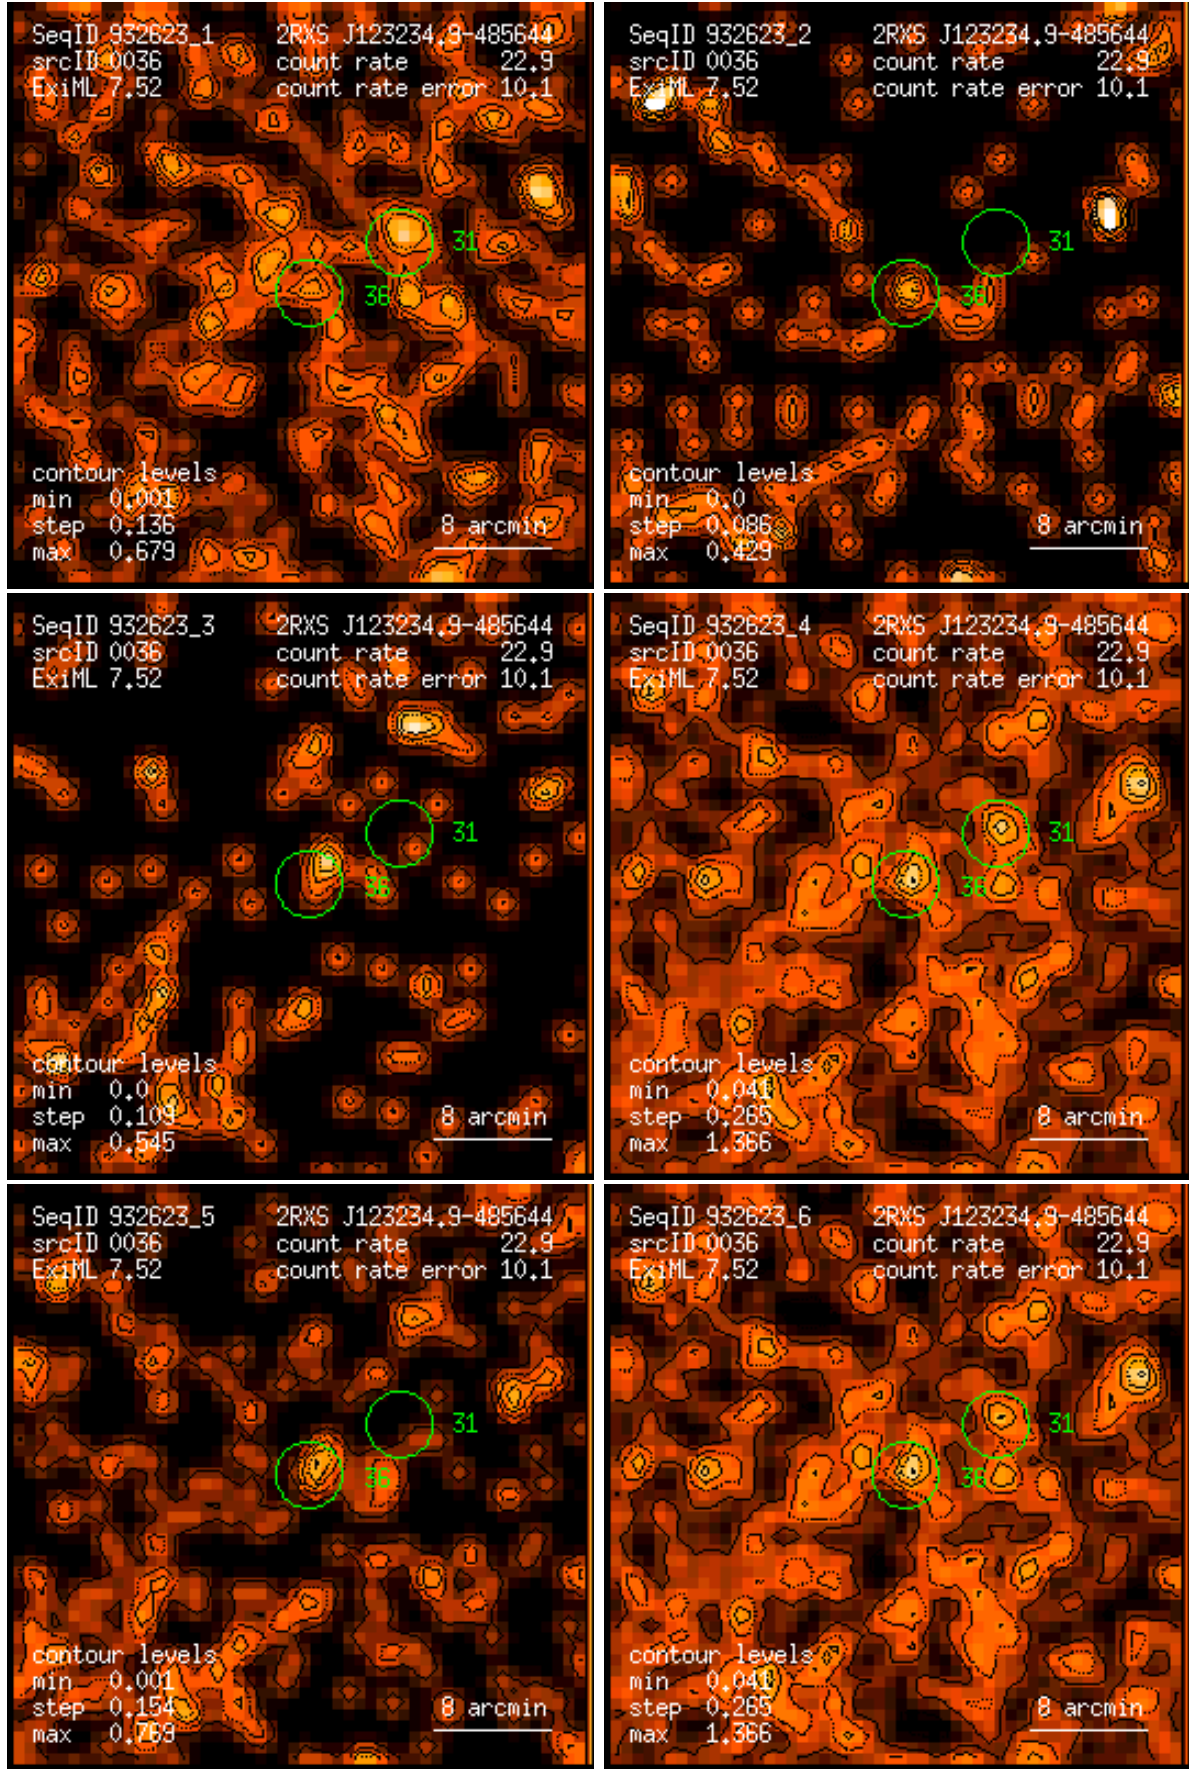 SeqID 932623_1 2RXS J123234.9-485644
srcID 0036 count rate 22.9
ExiML 7.52 count rate error 10.1
31
36
contour levels
min 0.001
step 0.136 8 arcmin
max 0.679
SeqID 932623_2 2RXS J123234.9-485644
srcID 0036 count rate 22.9
ExiML 7.52 count rate error 10.1
31
36
contour levels
min 0.0
step 0.086 8 arcmin
max 0.429
SeqID 932623_3 2RXS J123234.9-485644
srcID 0036 count rate 22.9
ExiML 7.52 count rate error 10.1
31
36
contour levels
min 0.0
step 0.109 8 arcmin
max 0.545
SeqID 932623_4 2RXS J123234.9-485644
srcID 0036 count rate 22.9
ExiML 7.52 count rate error 10.1
31
36
contour levels
min 0.041
step 0.265 8 arcmin
max 1.366
SeqID 932623_5 2RXS J123234.9-485644
srcID 0036 count rate 22.9
ExiML 7.52 count rate error 10.1
31
36
contour levels
min 0.001
step 0.154 8 arcmin
max 0.769
SeqID 932623_6 2RXS J123234.9-485644
srcID 0036 count rate 22.9
ExiML 7.52 count rate error 10.1
31
36
contour levels
min 0.041
step 0.265 8 arcmin
max 1.366